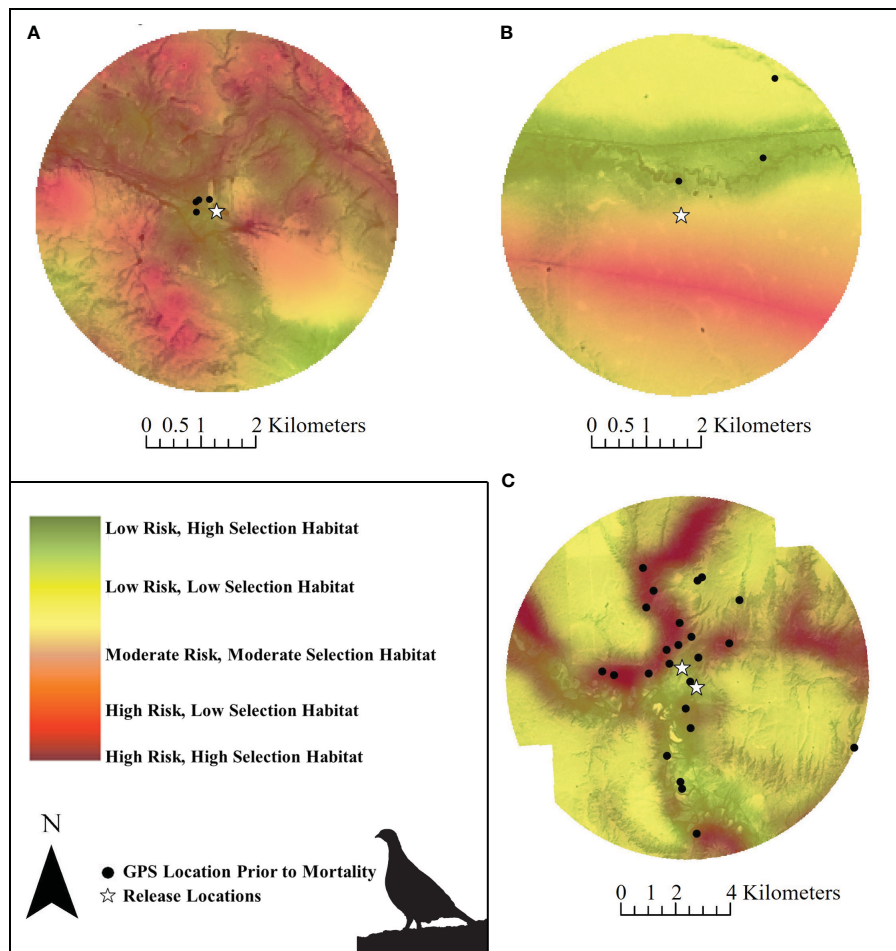 A
B
0 0.5 1 2 Kilometers
0 0.5 1 2 Kilometers
C
Low Risk, High Selection Habitat
Low Risk, Low Selection Habitat
Moderate Risk, Moderate Selection Habitat
High Risk, Low Selection Habitat
High Risk, High Selection Habitat
N
GPS Location Prior to Mortality
Release Locations
0 1 2 4 Kilometers